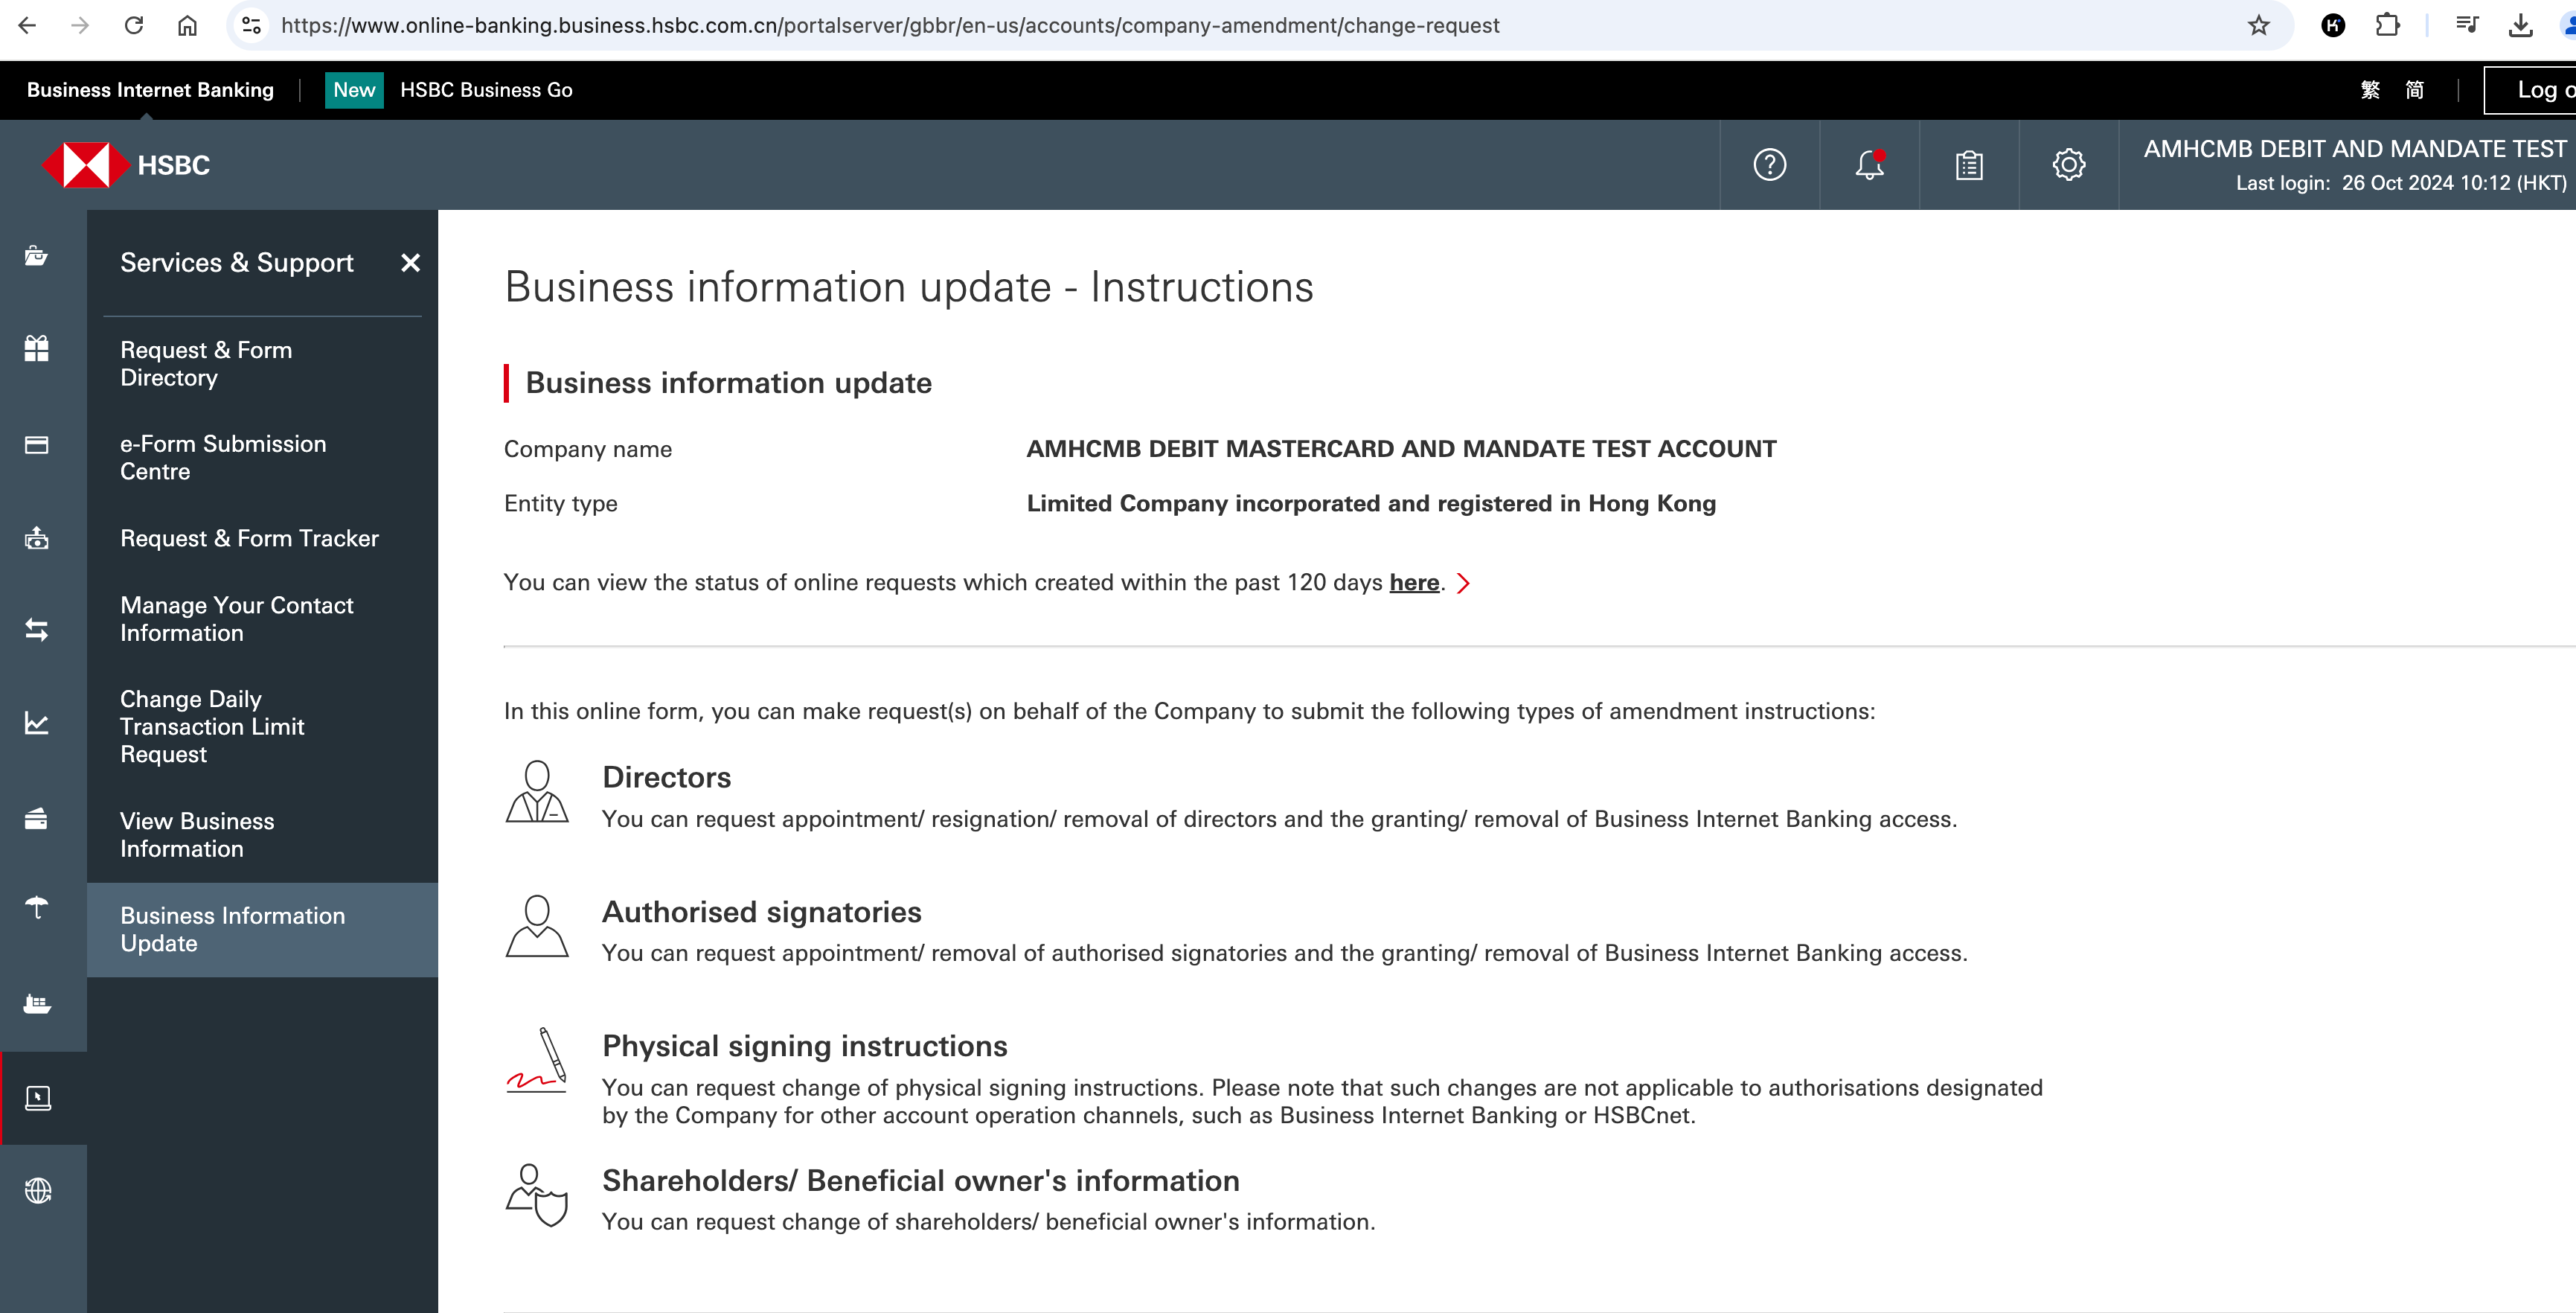 https://www.online-banking.business.hsbc.com.cn/portalserver/gbbr/en-us/accounts/company-amendment/change-request
Business Internet Banking
New
HSBC Business Go
繁 简
Log
HSBC
AMHCMB DEBIT AND MANDATE TEST
Last login: 26 Oct 2024 10:12 (HKT)
Services & Support
Request & Form
Directory
e-Form Submission
Centre
Request & Form Tracker
Manage Your Contact
Information
Change Daily
Transaction Limit
Request
View Business
Information
Business Information
Update
Business information update - Instructions
Business information update
Company name AMHCMB DEBIT MASTERCARD AND MANDATE TEST ACCOUNT
Entity type Limited Company incorporated and registered in Hong Kong
You can view the status of online requests which created within the past 120 days here.
In this online form, you can make request(s) on behalf of the Company to submit the following types of amendment instructions:
Directors
You can request appointment/ resignation/ removal of directors and the granting/ removal of Business Internet Banking access.
Authorised signatories
You can request appointment/ removal of authorised signatories and the granting/ removal of Business Internet Banking access.
Physical signing instructions
You can request change of physical signing instructions. Please note that such changes are not applicable to authorisations designated
by the Company for other account operation channels, such as Business Internet Banking or HSBCnet.
Shareholders/ Beneficial owner's information
You can request change of shareholders/ beneficial owner's information.